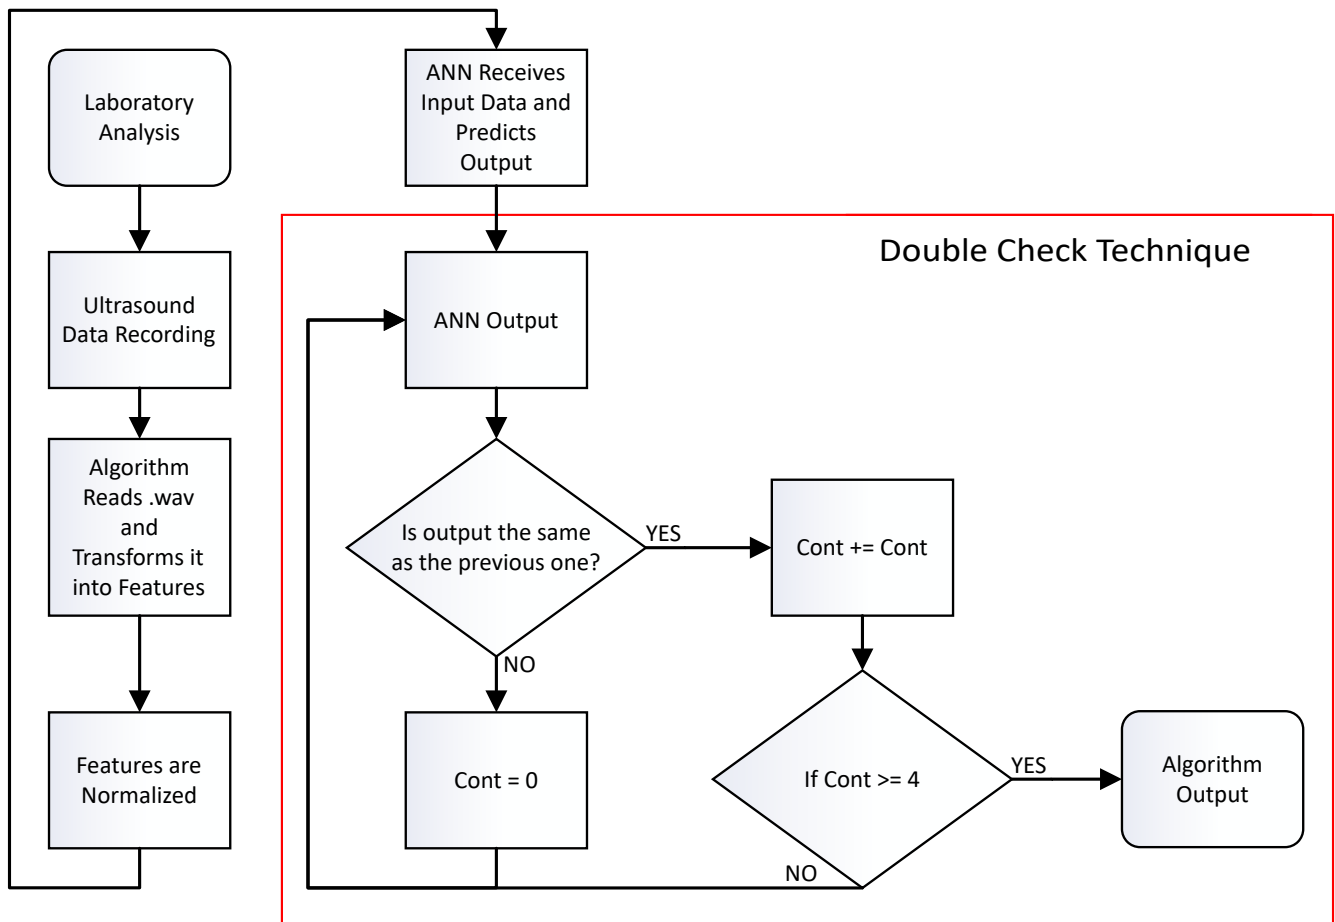 Laboratory
Analysis
Ultrasound
Data Recording
Algorithm
Reads .wav
and
Transforms it
into Features
Features are
Normalized
ANN Receives
Input Data and
Predicts
Output
Double Check Technique
ANN Output
Is output the same
as the previous one?
YES
NO
Cont += Cont
Cont = 0
If Cont >= 4
YES
NO
Algorithm
Output